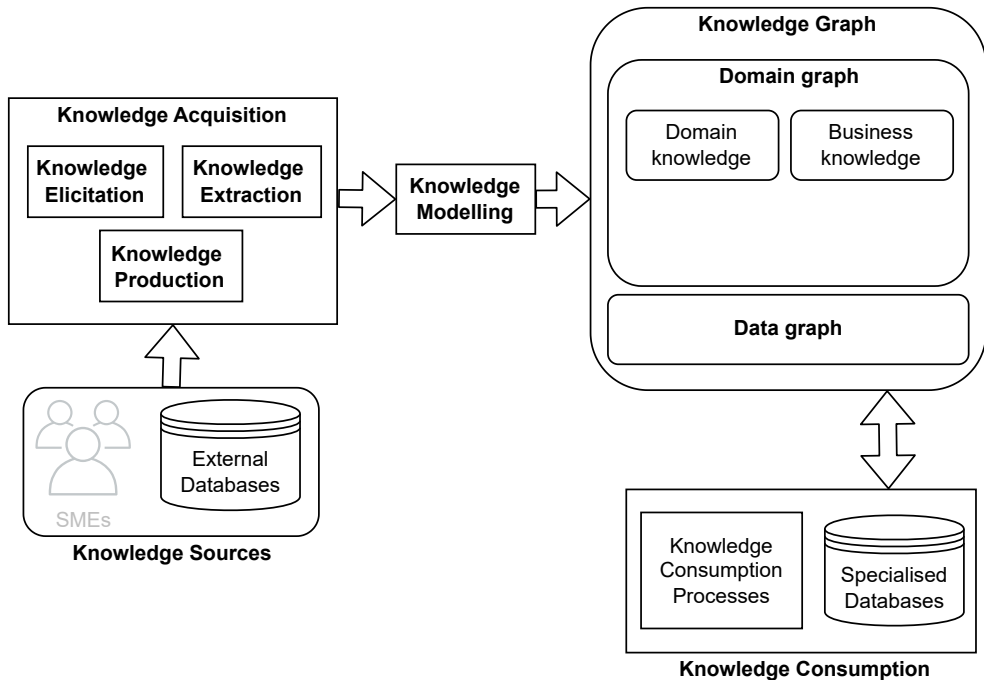 Knowledge Graph
Domain graph
Domain
knowledge
Business
knowledge
Data graph
Knowledge Acquisition
Knowledge
Elicitation
Knowledge
Extraction
Knowledge
Production
Knowledge
Modelling
External
Databases
SMEs
Knowledge Sources
Knowledge
Consumption
Processes
Specialised
Databases
Knowledge Consumption